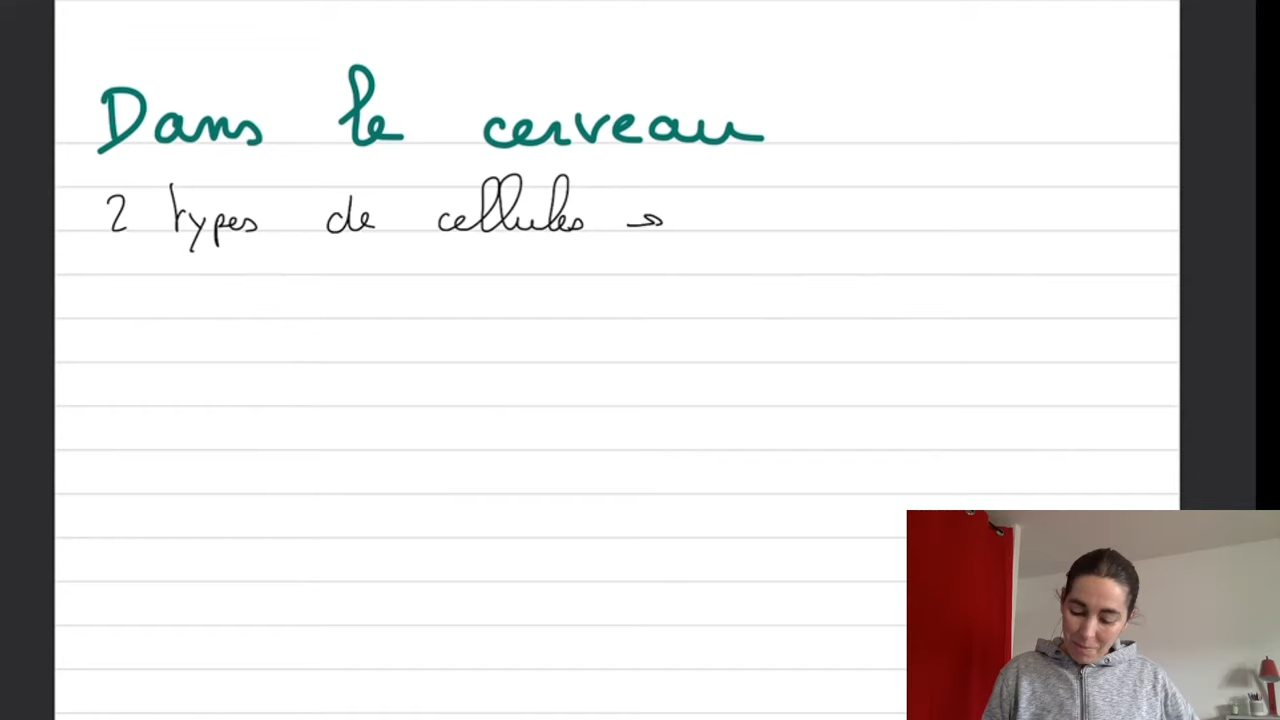 Dans le cerveau
2 types de cellules →